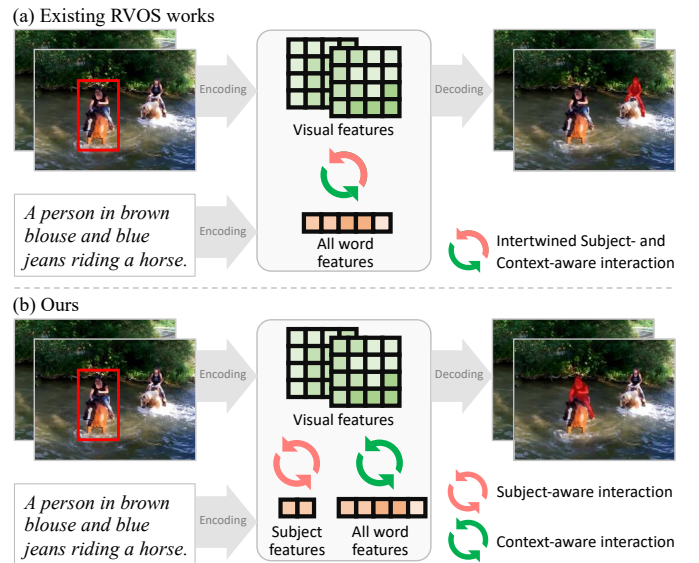 (a) Existing RVOS works
Encoding
Decoding
Visual features
A person in brown
blouse and blue
jeans riding a horse.
Encoding
All word
features
Intertwined Subject- and
Context-aware interaction
(b) Ours
Encoding
Decoding
Visual features
A person in brown
blouse and blue
jeans riding a horse.
Encoding
Subject
features
All word
features
Subject-aware interaction
Context-aware interaction